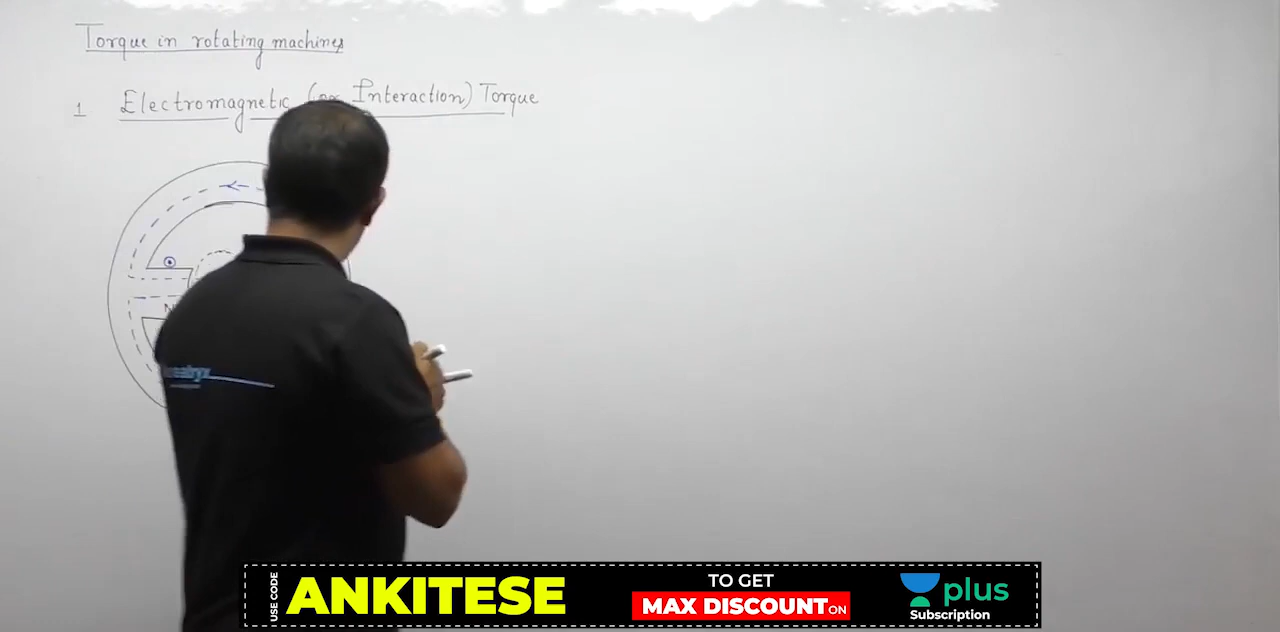 Torque in rotating machines
1 Electromagnetic (or Interaction) Torque
N
USE CODE
ANKITESE
TO GET
MAX DISCOUNT ON
plus
Subscription